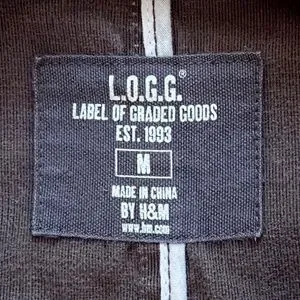 L.O.G.G.®
LABEL OF GRADED GOODS
EST. 1993
M
MADE IN CHINA
BY H&M
www.hm.com